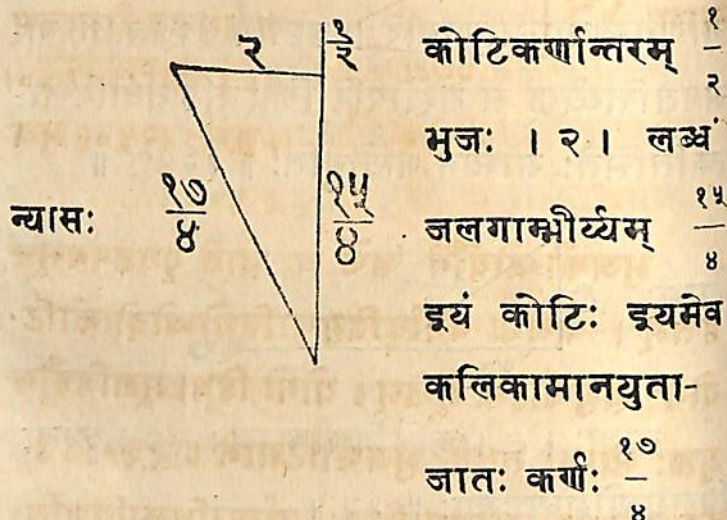 २ १/२
कोटिकर्णान्तरम् १/२
भुजः । २ । लब्धं
न्यासः १७/४ १५/४ जलगाम्भीर्य्यम् १५/४
इयं कोटिः इयमेव
कलिकामानयुता-
जातः कर्णः १७/४